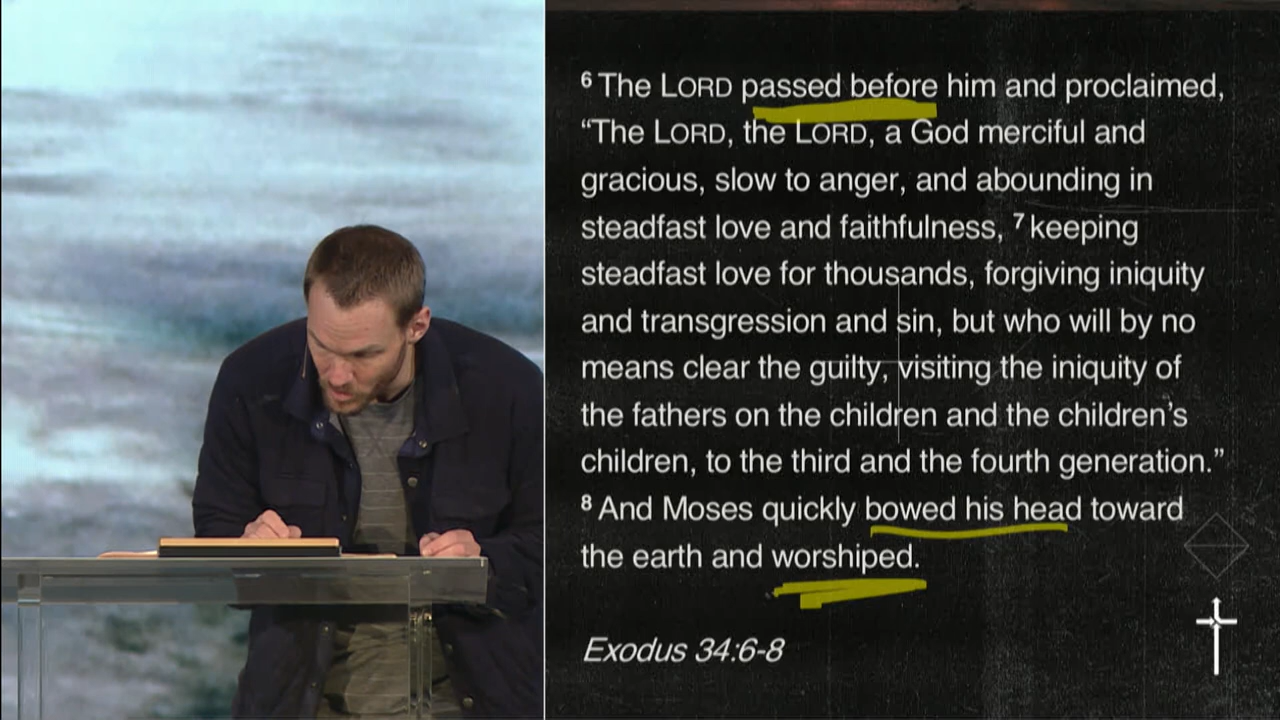 ⁶ The LORD passed before him and proclaimed,
“The LORD, the LORD, a God merciful and
gracious, slow to anger, and abounding in
steadfast love and faithfulness, ⁷ keeping
steadfast love for thousands, forgiving iniquity
and transgression and sin, but who will by no
means clear the guilty, visiting the iniquity of
the fathers on the children and the children’s
children, to the third and the fourth generation.”
⁸ And Moses quickly bowed his head toward
the earth and worshiped.
Exodus 34:6-8